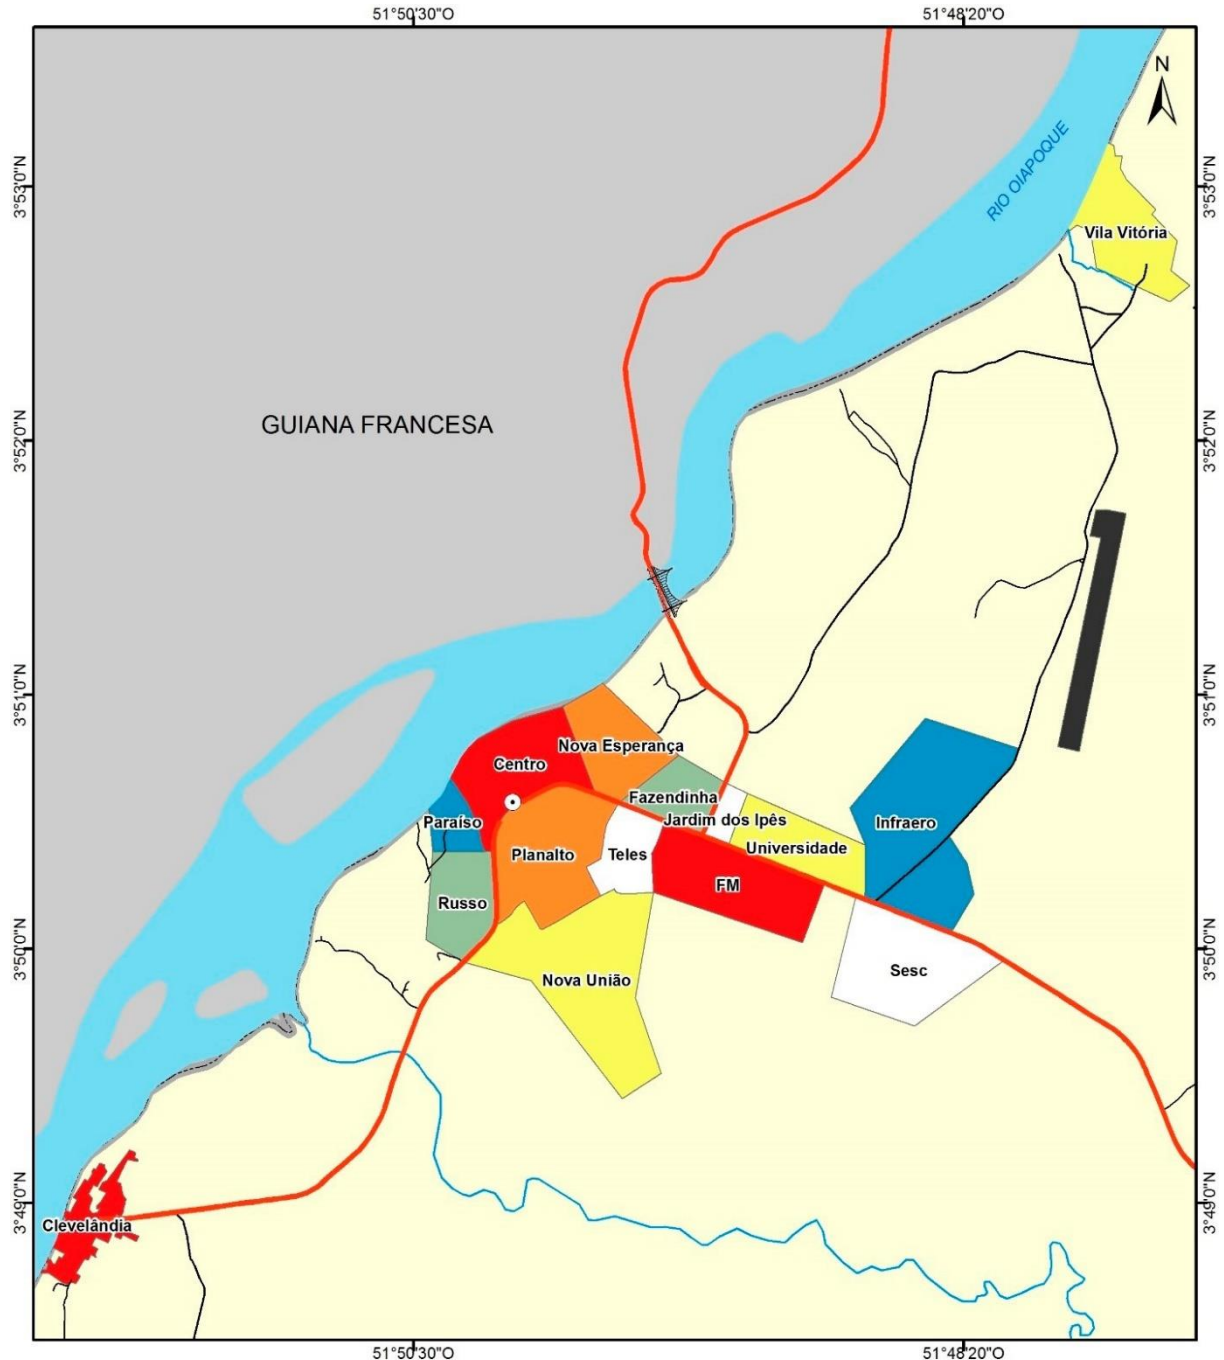 51°50'30"O
51°48'20"O
N
3°53'0"N
3°53'0"N
RIO OIAPOQUE
Vila Vitória
GUIANA FRANCESA
3°52'0"N
3°52'0"N
3°51'0"N
3°51'0"N
Nova Esperança
Centro
Fazendinha
Paraíso
Jardim dos Ipês
Infraero
Planalto
Teles
Universidade
FM
Russo
3°50'0"N
3°50'0"N
Sesc
Nova União
3°49'0"N
3°49'0"N
Clevelândia
51°50'30"O
51°48'20"O